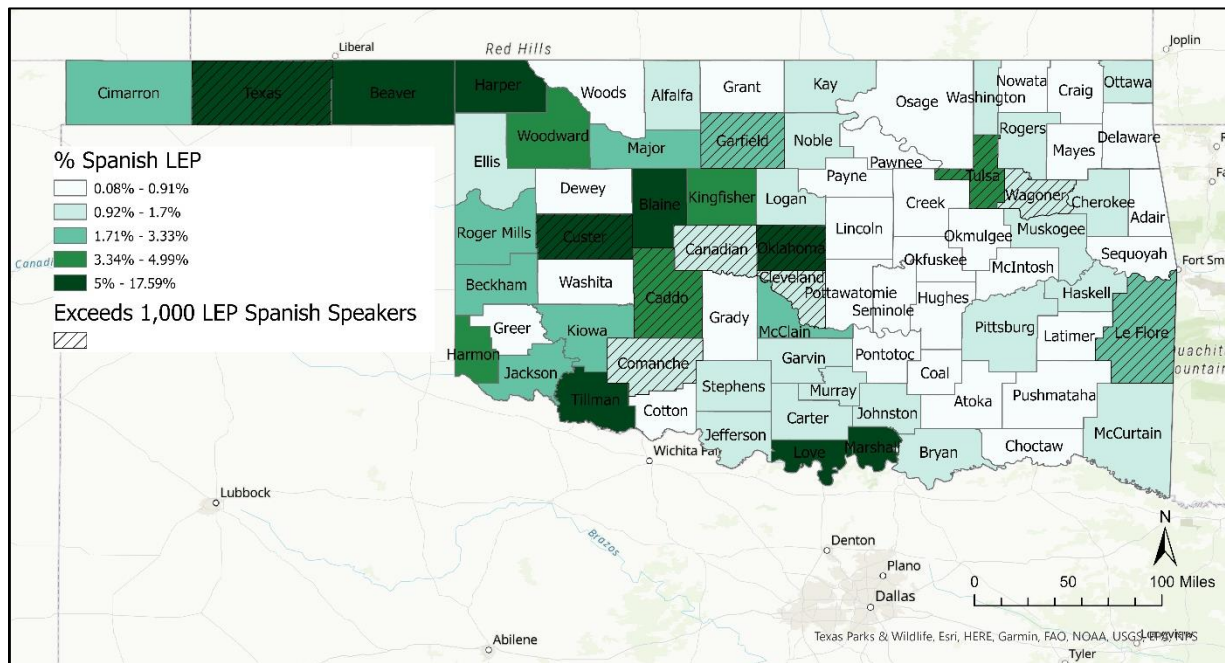 Liberal
Red Hills
Joplin
Cimarron
Texas
Beaver
Harper
Woods
Alfalfa
Grant
Kay
Osage
Washington
Nowata
Craig
Ottawa
Woodward
Ellis
Major
Garfield
Noble
Rogers
Mayes
Delaware
Pawnee
% Spanish LEP
0.08% - 0.91%
0.92% - 1.7%
1.71% - 3.33%
3.34% - 4.99%
5% - 17.59%
Exceeds 1,000 LEP Spanish Speakers
Dewey
Blaine
Kingfisher
Logan
Payne
Creek
Tulsa
Wagoner
Cherokee
Adair
Roger Mills
Custer
Canadian
Oklahoma
Lincoln
Okmulgee
Muskogee
Sequoyah
Okfuskee
McIntosh
Fort Sm
Beckham
Washita
Caddo
Cleveland
Pottawatomie
Seminole
Hughes
Haskell
Pittsburg
Latimer
Le Flore
Greer
Kiowa
Grady
McClain
Harmon
Jackson
Comanche
Garvin
Pontotoc
Coal
Tillman
Cotton
Stephens
Murray
Johnston
Atoka
Pushmataha
Carter
Jefferson
Love
Marshall
Bryan
Choctaw
McCurtain
Lubbock
Brazos
Denton
Plano
Dallas
Abilene
Tyler
N
0 50 100 Miles
Texas Parks & Wildlife, Esri, HERE, Garmin, FAO, NOAA, USGS, EPA, NPS